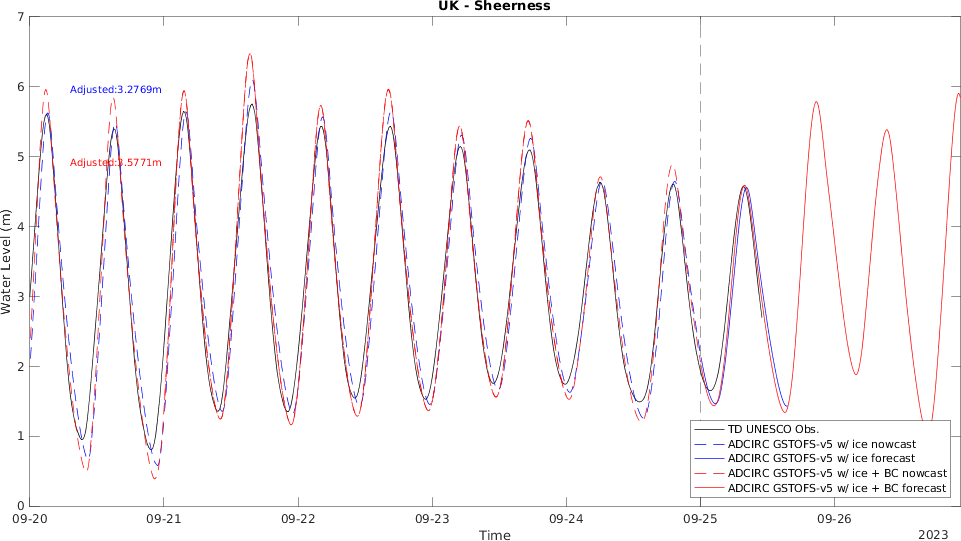 UK - Sheerness
7
6
5
4
3
2
1
0
Water Level (m)
Adjusted:3.2769m
Adjusted:3.5771m
TD UNESCO Obs.
ADCIRC GSTOFS-v5 w/ ice nowcast
ADCIRC GSTOFS-v5 w/ ice forecast
ADCIRC GSTOFS-v5 w/ ice + BC nowcast
ADCIRC GSTOFS-v5 w/ ice + BC forecast
09-20 09-21 09-22 09-23 09-24 09-25 09-26
Time
2023